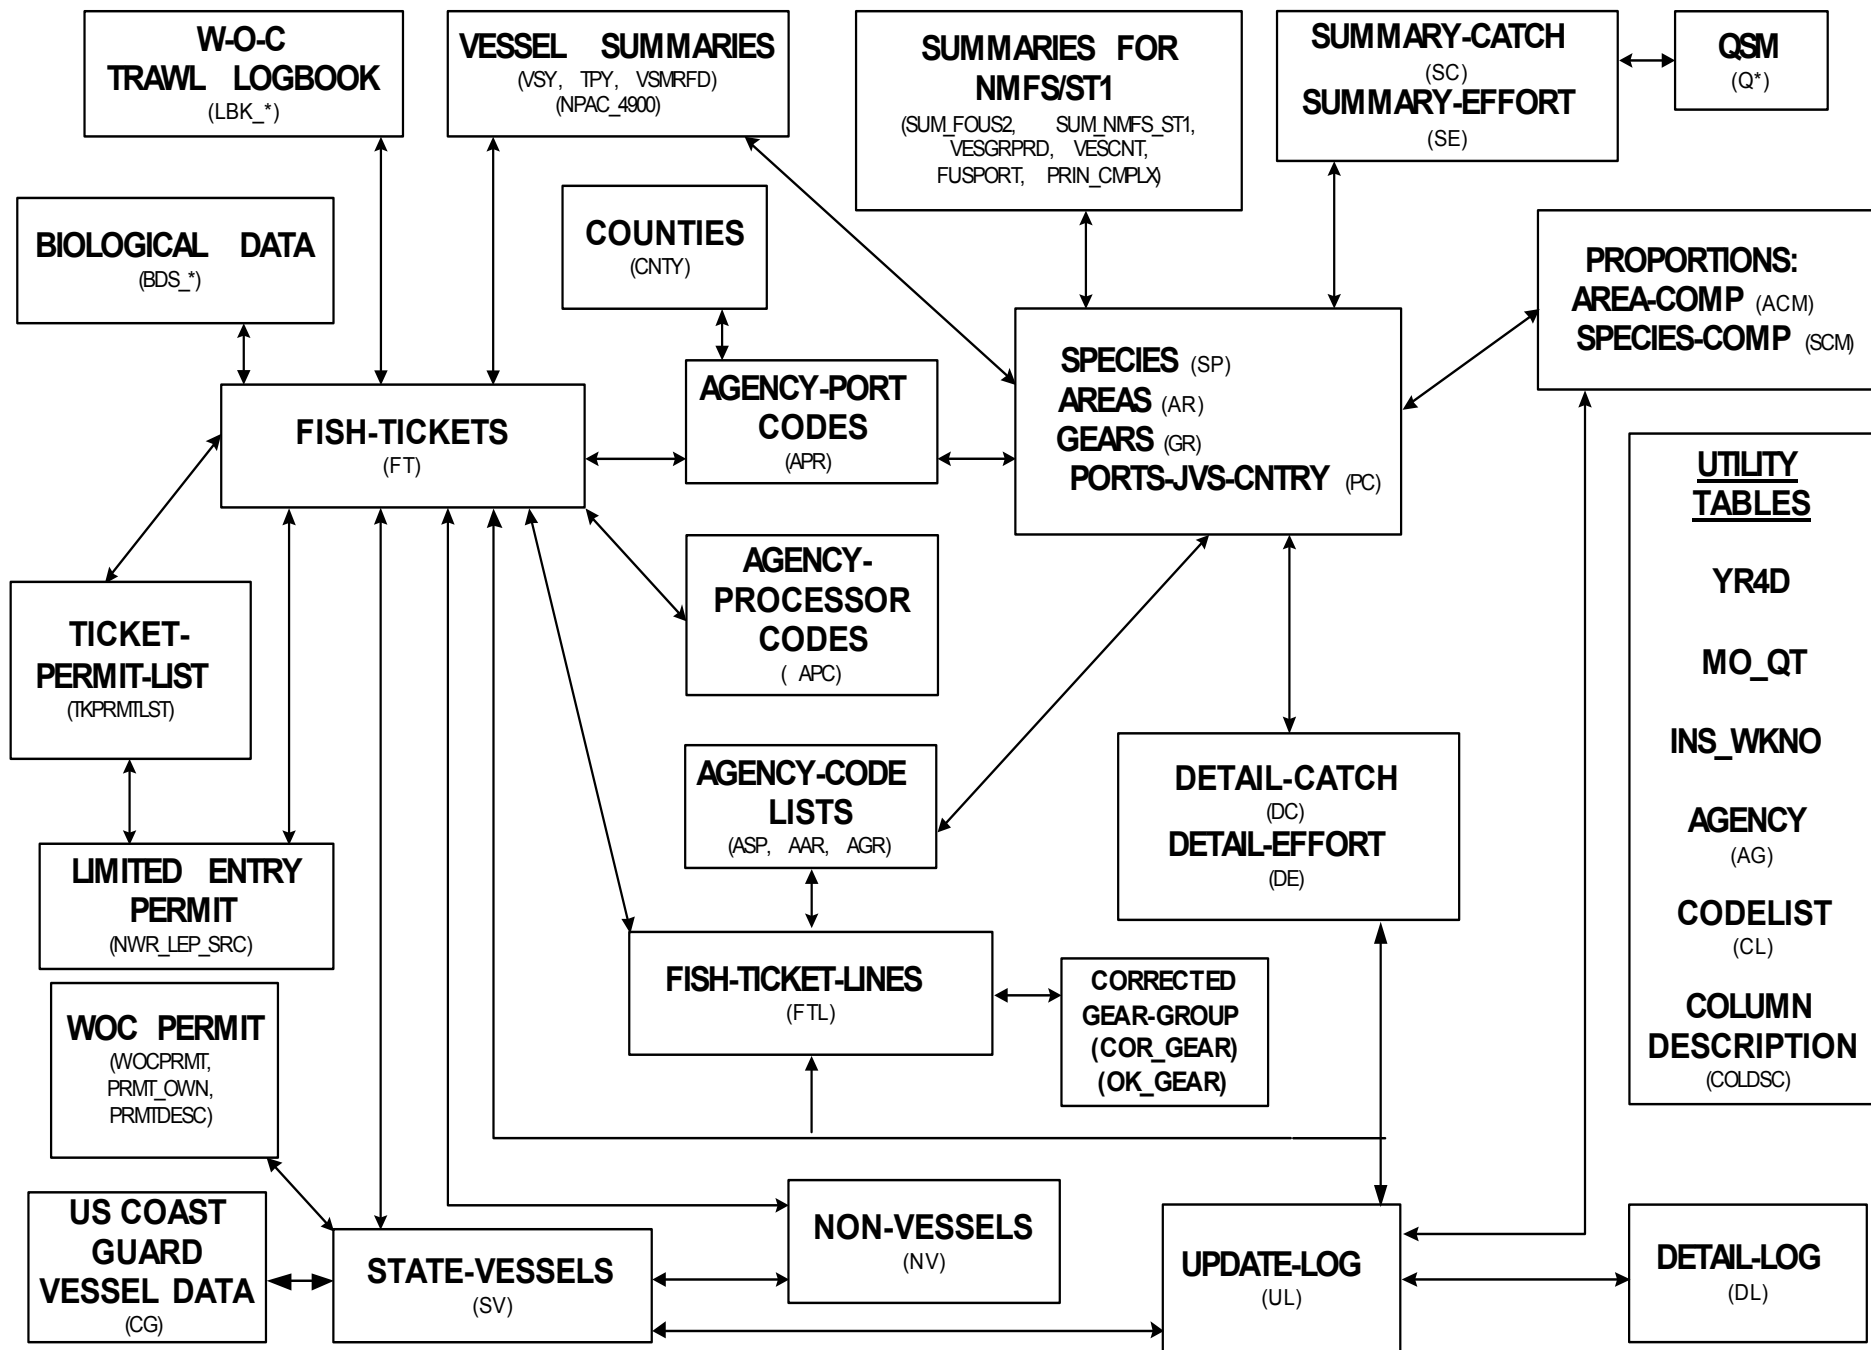 W-O-C
TRAWL LOGBOOK
(LBK_*)
VESSEL SUMMARIES
(VSY, TPY, VSMRFD)
(NPAC_4900)
SUMMARIES FOR
NMFS/ST1
(SUM_FOUS2, SUM_NMFS_ST1,
VESGRPRD, VESCNT,
FUSPORT, PRIN_CMPLX)
SUMMARY-CATCH
(SC)
SUMMARY-EFFORT
(SE)
QSM
(Q*)
BIOLOGICAL DATA
(BDS_*)
COUNTIES
(CNTY)
PROPORTIONS:
AREA-COMP (ACM)
SPECIES-COMP (SCM)
FISH-TICKETS
(FT)
AGENCY-PORT
CODES
(APR)
SPECIES (SP)
AREAS (AR)
GEARS (GR)
PORTS-JVS-CNTRY (PC)
UTILITY
TABLES
YR4D
MO_QT
INS_WKNO
AGENCY
(AG)
CODELIST
(CL)
COLUMN
DESCRIPTION
(COLDSC)
AGENCY-
PROCESSOR
CODES
( APC)
TICKET-
PERMIT-LIST
(TKPRMTLST)
AGENCY-CODE
LISTS
(ASP, AAR, AGR)
DETAIL-CATCH
(DC)
DETAIL-EFFORT
(DE)
LIMITED ENTRY
PERMIT
(NWR_LEP_SRC)
FISH-TICKET-LINES
(FTL)
CORRECTED
GEAR-GROUP
(COR_GEAR)
(OK_GEAR)
WOC PERMIT
(WOCPRMT,
PRMT_OWN,
PRMTDESC)
US COAST
GUARD
VESSEL DATA
(CG)
STATE-VESSELS
(SV)
NON-VESSELS
(NV)
UPDATE-LOG
(UL)
DETAIL-LOG
(DL)